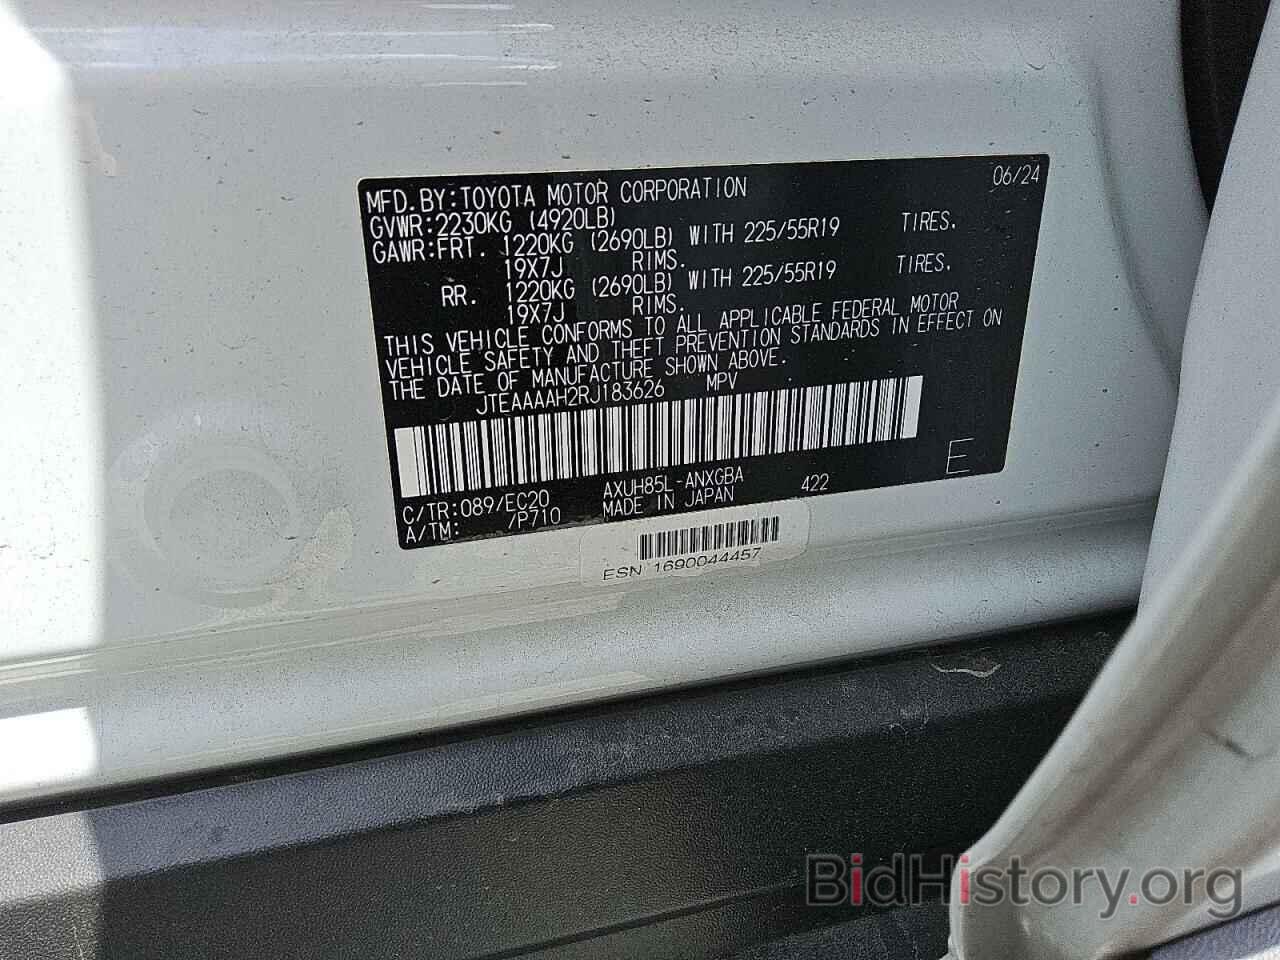 MFD.BY:TOYOTA MOTOR CORPORATION 06/24
GVWR:2230KG (4920LB)
GAWR:FRT. 1220KG (2690LB) WITH 225/55R19 TIRES.
19X7J RIMS.
RR. 1220KG (2690LB) WITH 225/55R19 TIRES.
19X7J RIMS.
THIS VEHICLE CONFORMS TO ALL APPLICABLE FEDERAL MOTOR
VEHICLE SAFETY AND THEFT PREVENTION STANDARDS IN EFFECT ON
THE DATE OF MANUFACTURE SHOWN ABOVE.
JTEAAAAH2RJ183626 MPV
E
C/TR:089/EC20 AXUH85L-ANXGBA 422
A/TM: /P710 MADE IN JAPAN
ESN 1690044457
BidHistory.org